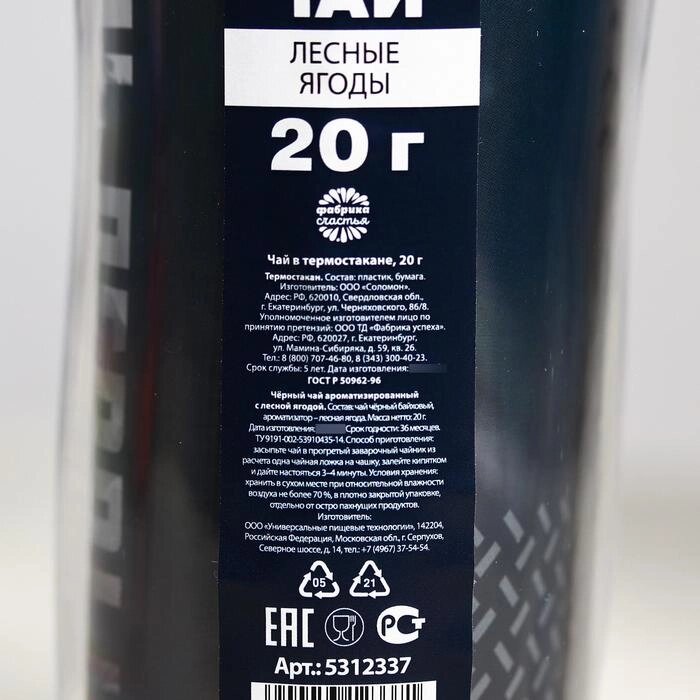 ЧАЙ
ЛЕСНЫЕ
ЯГОДЫ
20 г
фабрика
счастья
Чай в термостакане, 20 г
Термостакан. Состав: пластик, бумага.
Изготовитель: ООО «Соломон».
Адрес: РФ, 620010, Свердловская обл.,
г. Екатеринбург, ул. Черняховского, 86/8.
Уполномоченное изготовителем лицо по
принятию претензий: ООО ТД «Фабрика успеха».
Адрес: РФ, 620027, г. Екатеринбург,
ул. Мамина-Сибиряка, д. 59, кв. 26.
Тел.: 8 (800) 707-46-80, 8 (343) 300-40-23.
Срок службы: 5 лет. Дата изготовления:
ГОСТ Р 50962-96
Чёрный чай ароматизированный
с лесной ягодой. Состав: чай чёрный байховый,
ароматизатор – лесная ягода. Масса нетто: 20 г.
Дата изготовления: Срок годности: 36 месяцев.
ТУ 9191-002-53910435-14. Способ приготовления:
засыпьте чай в прогретый заварочный чайник из
расчета одна чайная ложка на чашку, залейте кипятком
и дайте настояться 3–4 минуты. Условия хранения:
хранить в сухом месте при относительной влажности
воздуха не более 70 %, в плотно закрытой упаковке,
отдельно от остро пахнущих продуктов.
Изготовитель:
ООО «Универсальные пищевые технологии», 142204,
Российская Федерация, Московская обл., г. Серпухов,
Северное шоссе, д. 14, тел.: +7 (4967) 37-54-54.
05 21
EAC РСТ
Арт.: 5312337